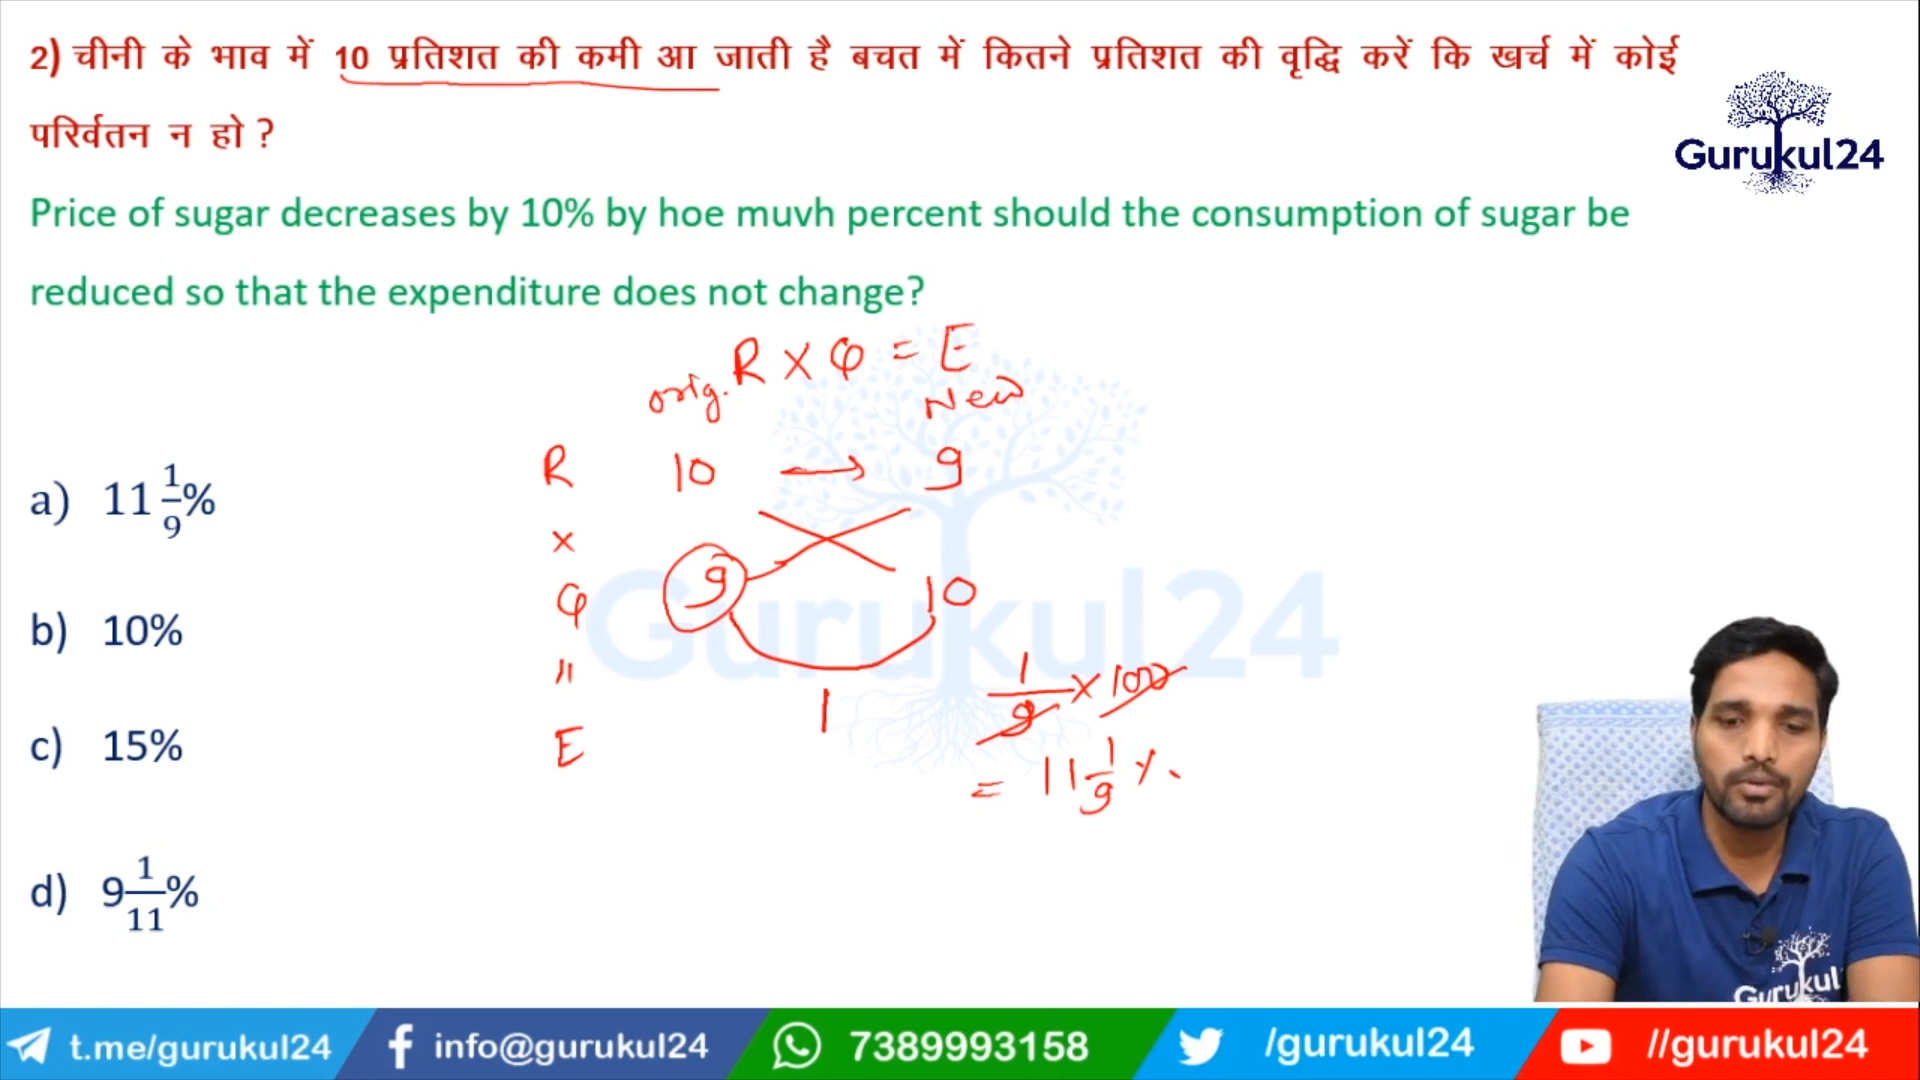 2) चीनी के भाव में 10 प्रतिशत की कमी आ जाती है बचत में कितने प्रतिशत की वृद्धि करें कि खर्च में कोई
परिर्वतन न हो ?
Gurukul24
Price of sugar decreases by 10% by hoe muvh percent should the consumption of sugar be
reduced so that the expenditure does not change?
R × Q = E
orig. New
R 10 → 9
a) 11 1/9%
×
Q 9 10
b) 10%
Gurukul24
=
1
1/9 × 100
E
c) 15%
= 11 1/9 %
d) 9 1/11%
Gurukul
t.me/gurukul24 info@gurukul24 7389993158 /gurukul24 //gurukul24